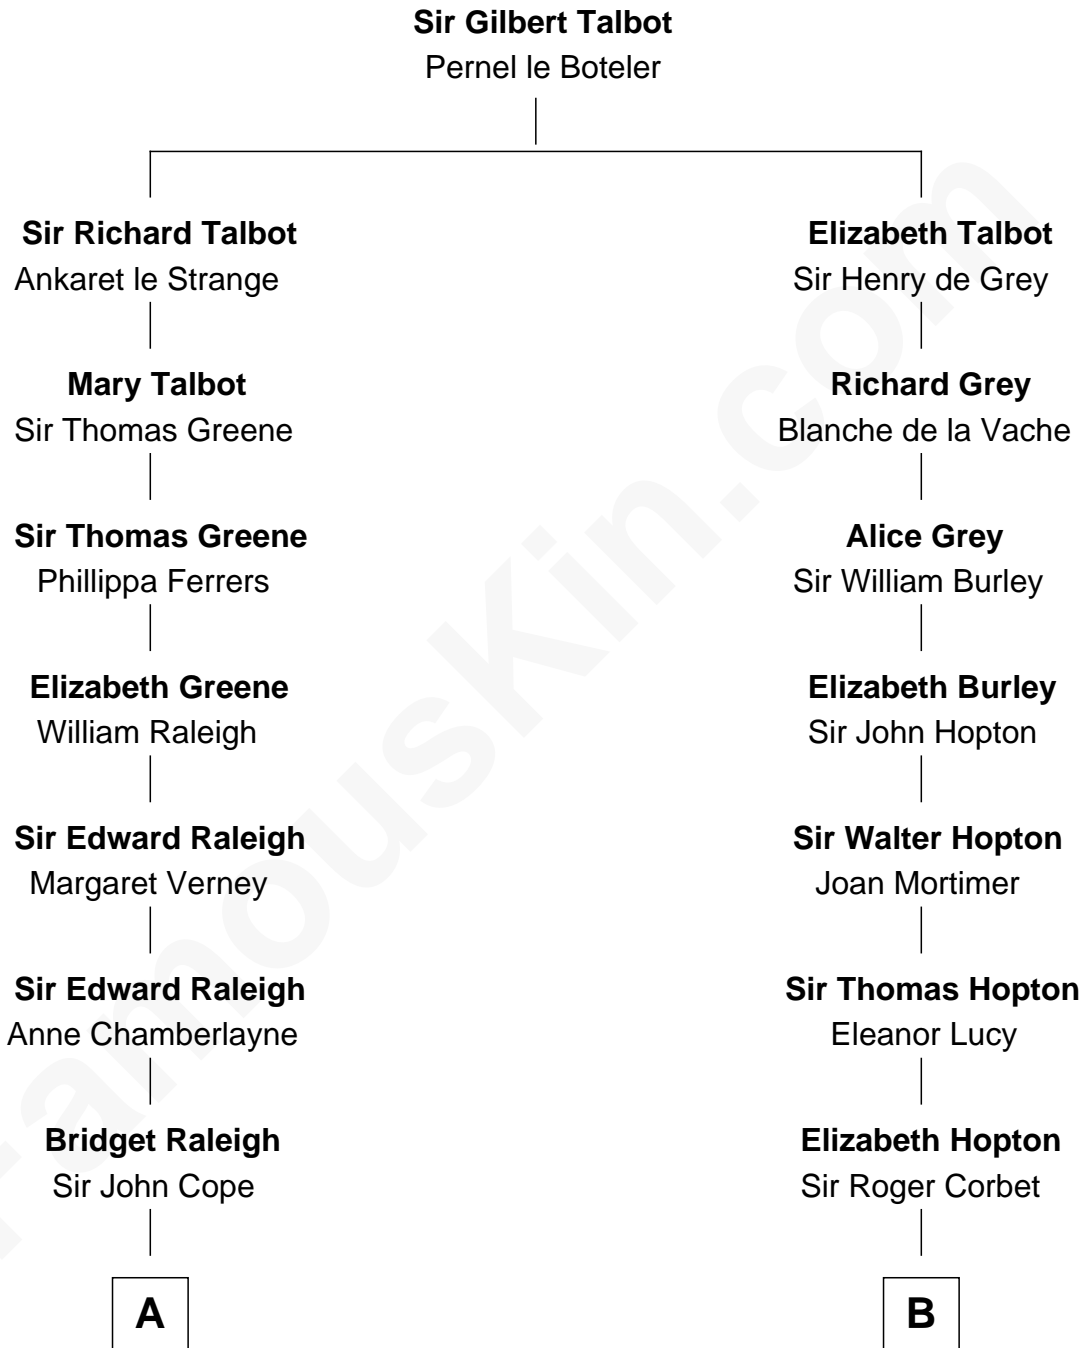 Sir Gilbert Talbot
Pernel le Boteler
Sir Richard Talbot
Ankaret le Strange
Elizabeth Talbot
Sir Henry de Grey
Mary Talbot
Sir Thomas Greene
Richard Grey
Blanche de la Vache
Sir Thomas Greene
Phillippa Ferrers
Alice Grey
Sir William Burley
Elizabeth Greene
William Raleigh
Elizabeth Burley
Sir John Hopton
Sir Edward Raleigh
Margaret Verney
Sir Walter Hopton
Joan Mortimer
Sir Edward Raleigh
Anne Chamberlayne
Sir Thomas Hopton
Eleanor Lucy
Bridget Raleigh
Sir John Cope
Elizabeth Hopton
Sir Roger Corbet
A
B
FamousKin.com